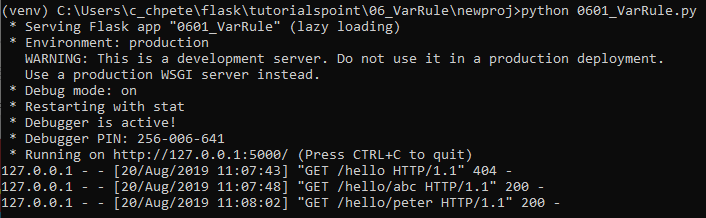 (venv) C:\Users\c_chpete\flask\tutorialspoint\06_VarRule\newproj>python 0601_VarRule.py
 * Serving Flask app "0601_VarRule" (lazy loading)
 * Environment: production
   WARNING: This is a development server. Do not use it in a production deployment.
   Use a production WSGI server instead.
 * Debug mode: on
 * Restarting with stat
 * Debugger is active!
 * Debugger PIN: 256-006-641
 * Running on http://127.0.0.1:5000/ (Press CTRL+C to quit)
127.0.0.1 - - [20/Aug/2019 11:07:43] "GET /hello HTTP/1.1" 404 -
127.0.0.1 - - [20/Aug/2019 11:07:48] "GET /hello/abc HTTP/1.1" 200 -
127.0.0.1 - - [20/Aug/2019 11:08:02] "GET /hello/peter HTTP/1.1" 200 -